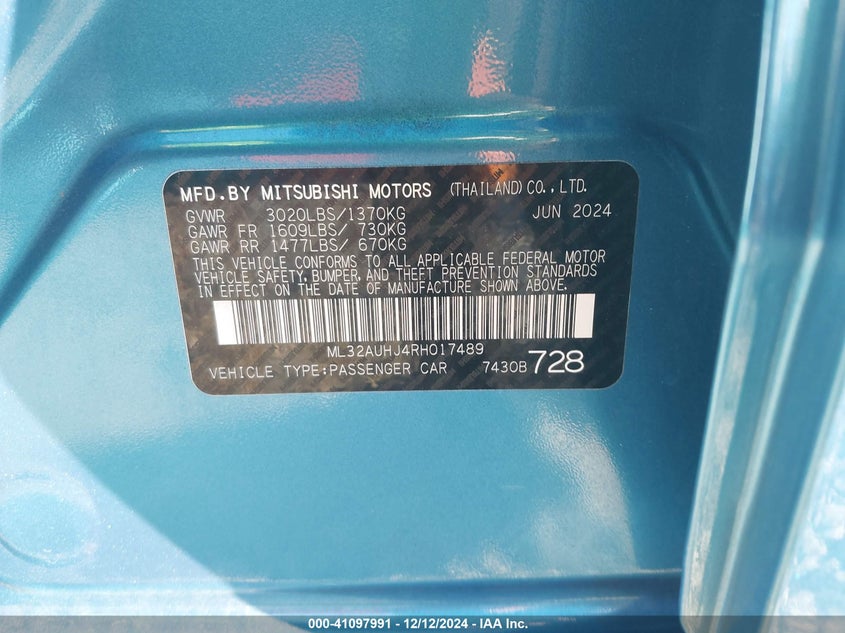 MFD.BY MITSUBISHI MOTORS (THAILAND)CO.,LTD.
GVWR 3020LBS/1370KG JUN 2024
GAWR FR 1609LBS/ 730KG
GAWR RR 1477LBS/ 670KG
THIS VEHICLE CONFORMS TO ALL APPLICABLE FEDERAL MOTOR
VEHICLE SAFETY, BUMPER, AND THEFT PREVENTION STANDARDS
IN EFFECT ON THE DATE OF MANUFACTURE SHOWN ABOVE.
ML32AUHJ4RH017489
VEHICLE TYPE:PASSENGER CAR 7430B 728
000-41097991 - 12/12/2024 - IAA Inc.